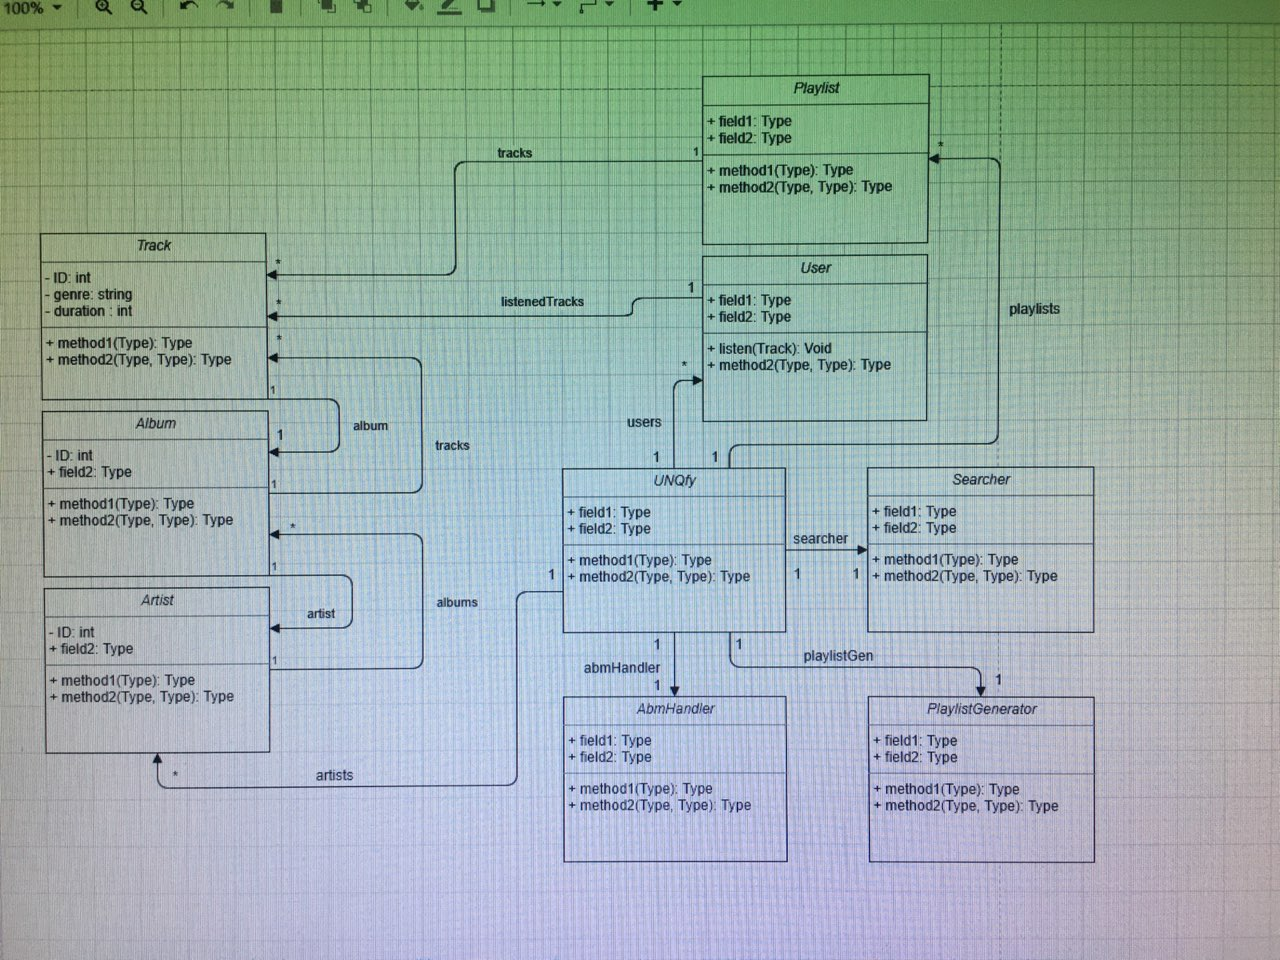 100%
Playlist
+ field1: Type
+ field2: Type
+ method1(Type): Type
+ method2(Type, Type): Type
tracks
1
*
*
Track
- ID: int
- genre: string
- duration : int
+ method1(Type): Type
+ method2(Type, Type): Type
*
User
+ field1: Type
+ field2: Type
+ listen(Track): Void
+ method2(Type, Type): Type
listenedTracks
1
*
playlists
*
1
album
1
tracks
*
users
1
1
Album
- ID: int
+ field2: Type
+ method1(Type): Type
+ method2(Type, Type): Type
1
*
1
artist
albums
UNQfy
+ field1: Type
+ field2: Type
+ method1(Type): Type
+ method2(Type, Type): Type
searcher
1
1
Searcher
+ field1: Type
+ field2: Type
+ method1(Type): Type
+ method2(Type, Type): Type
Artist
- ID: int
+ field2: Type
+ method1(Type): Type
+ method2(Type, Type): Type
1
1
*
artists
1
abmHandler
1
1
playlistGen
1
AbmHandler
+ field1: Type
+ field2: Type
+ method1(Type): Type
+ method2(Type, Type): Type
PlaylistGenerator
+ field1: Type
+ field2: Type
+ method1(Type): Type
+ method2(Type, Type): Type